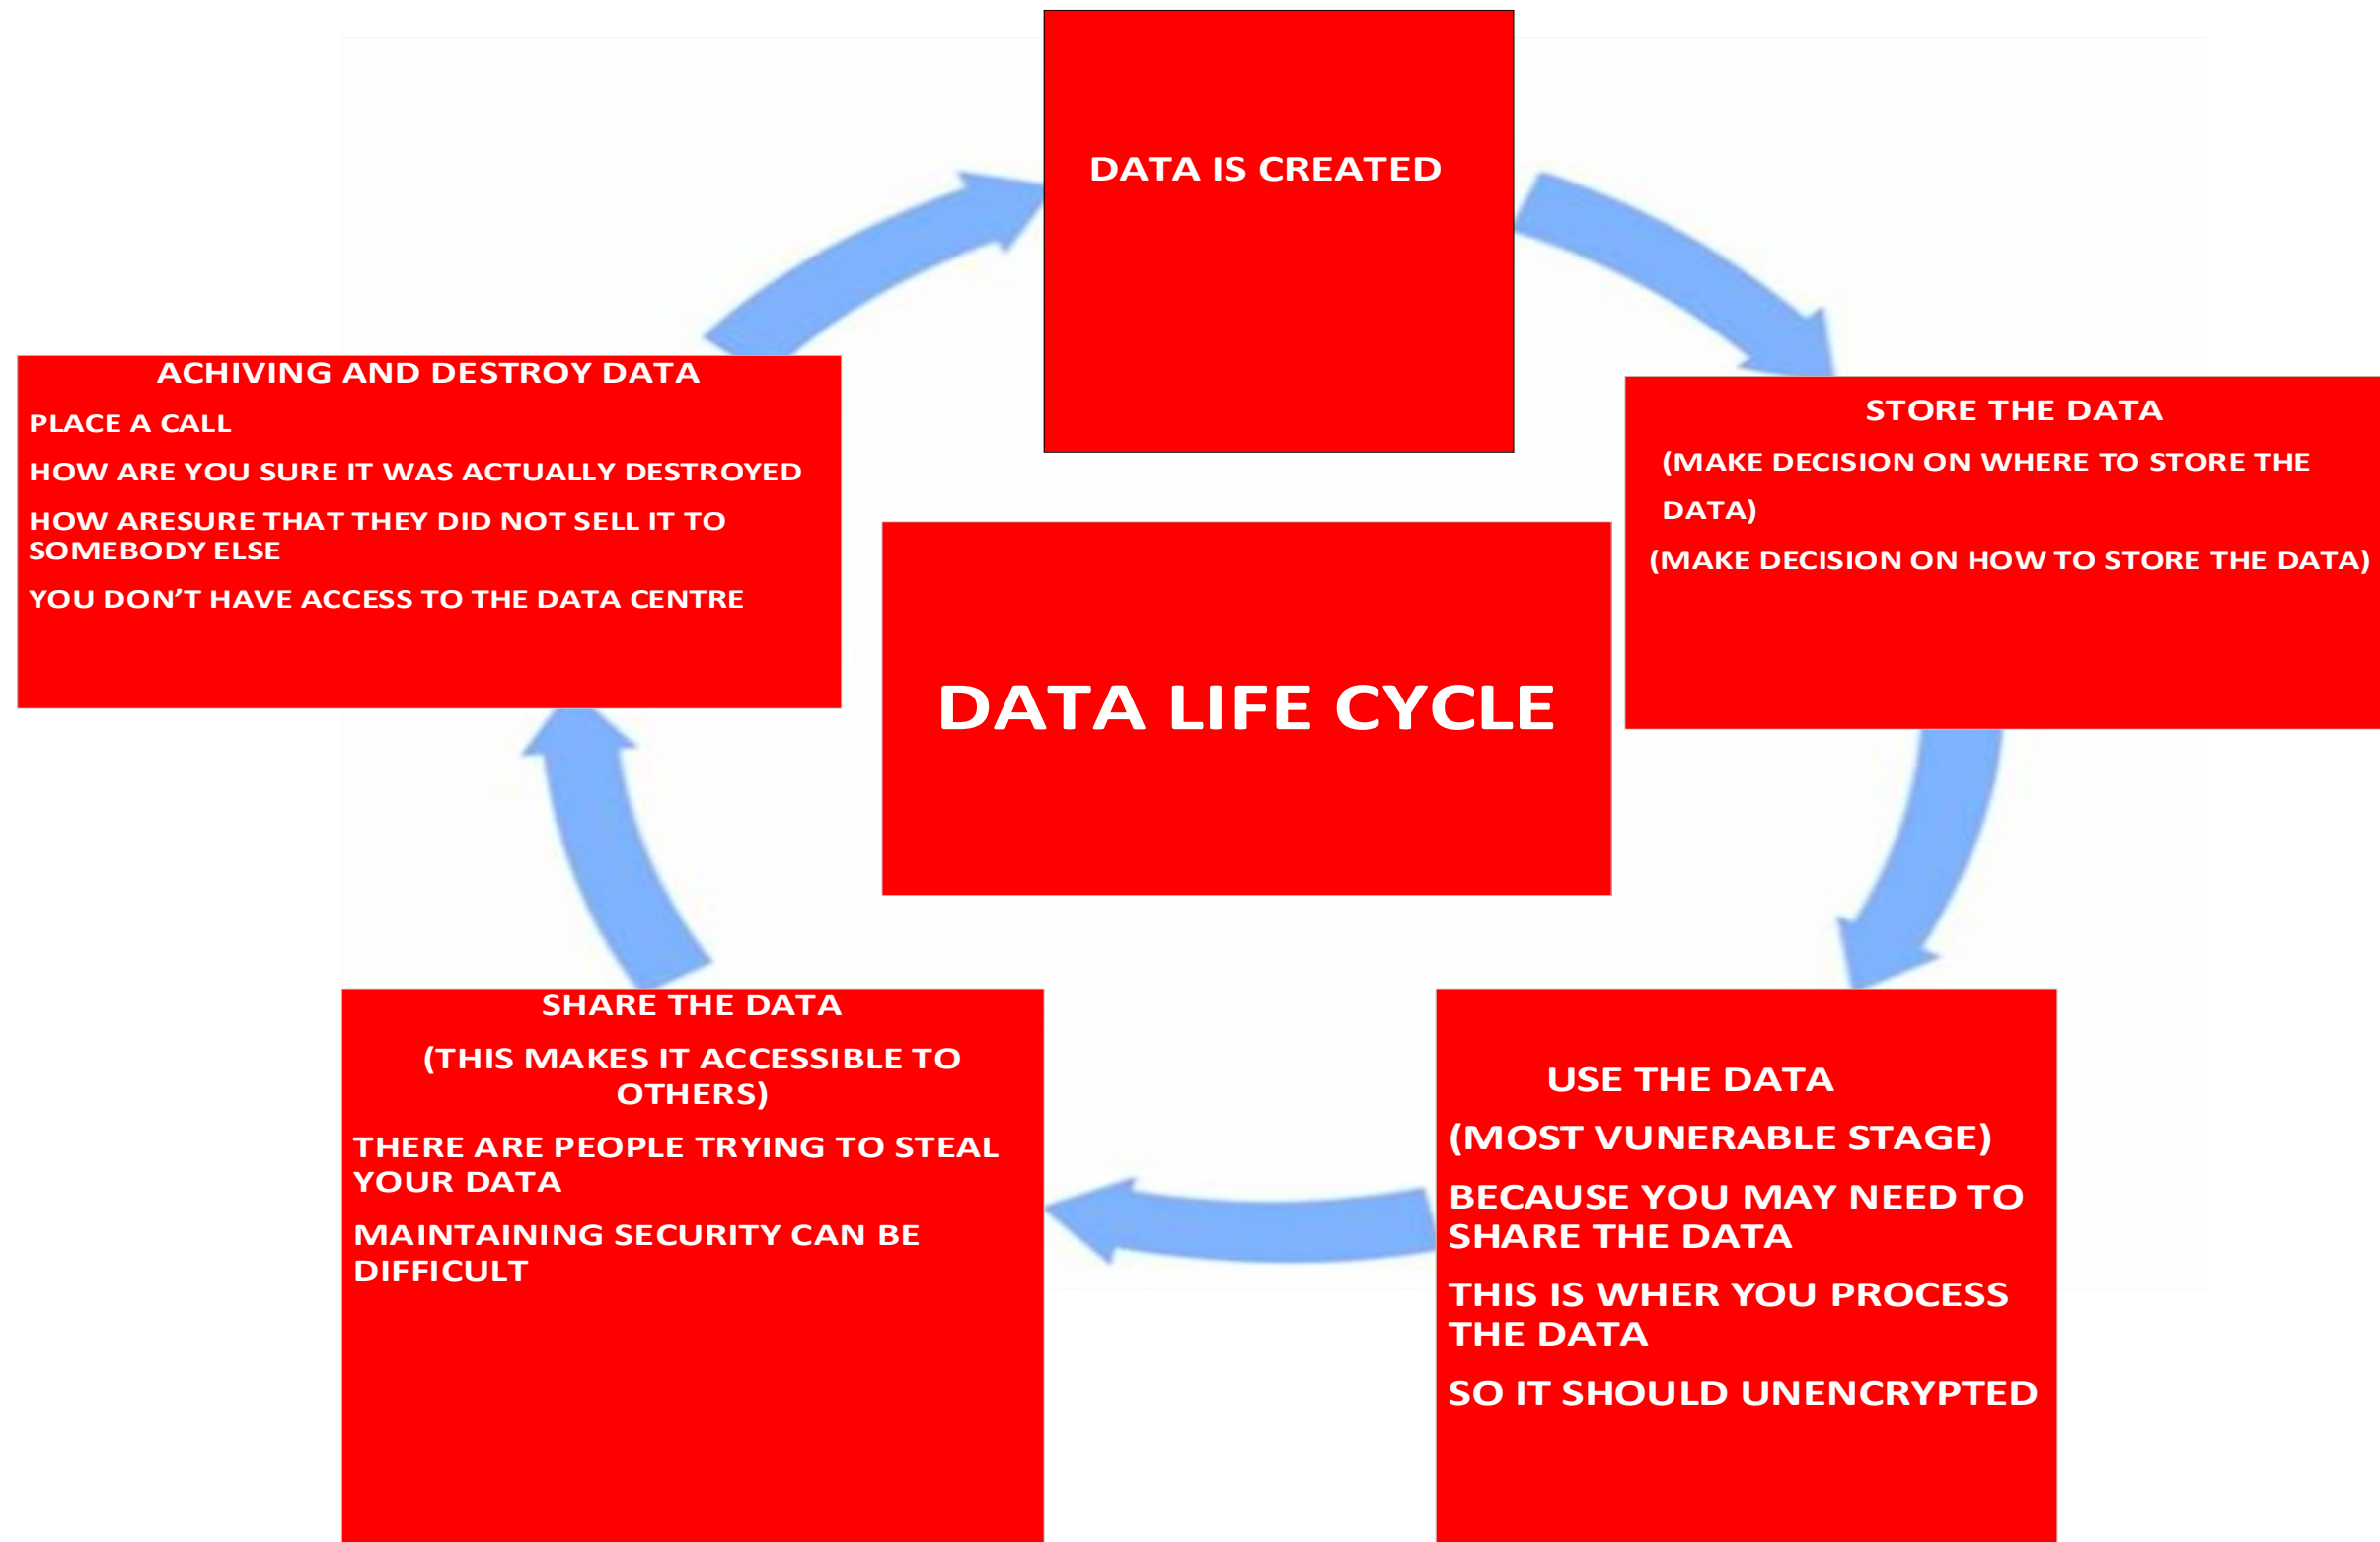 DATA IS CREATED
STORE THE DATA
(MAKE DECISION ON WHERE TO STORE THE
DATA)
(MAKE DECISION ON HOW TO STORE THE DATA)
USE THE DATA
(MOST VUNERABLE STAGE)
BECAUSE YOU MAY NEED TO
SHARE THE DATA
THIS IS WHER YOU PROCESS
THE DATA
SO IT SHOULD UNENCRYPTED
SHARE THE DATA
(THIS MAKES IT ACCESSIBLE TO
OTHERS)
THERE ARE PEOPLE TRYING TO STEAL
YOUR DATA
MAINTAINING SECURITY CAN BE
DIFFICULT
ACHIVING AND DESTROY DATA
PLACE A CALL
HOW ARE YOU SURE IT WAS ACTUALLY DESTROYED
HOW ARESURE THAT THEY DID NOT SELL IT TO
SOMEBODY ELSE
YOU DON'T HAVE ACCESS TO THE DATA CENTRE
DATA LIFE CYCLE